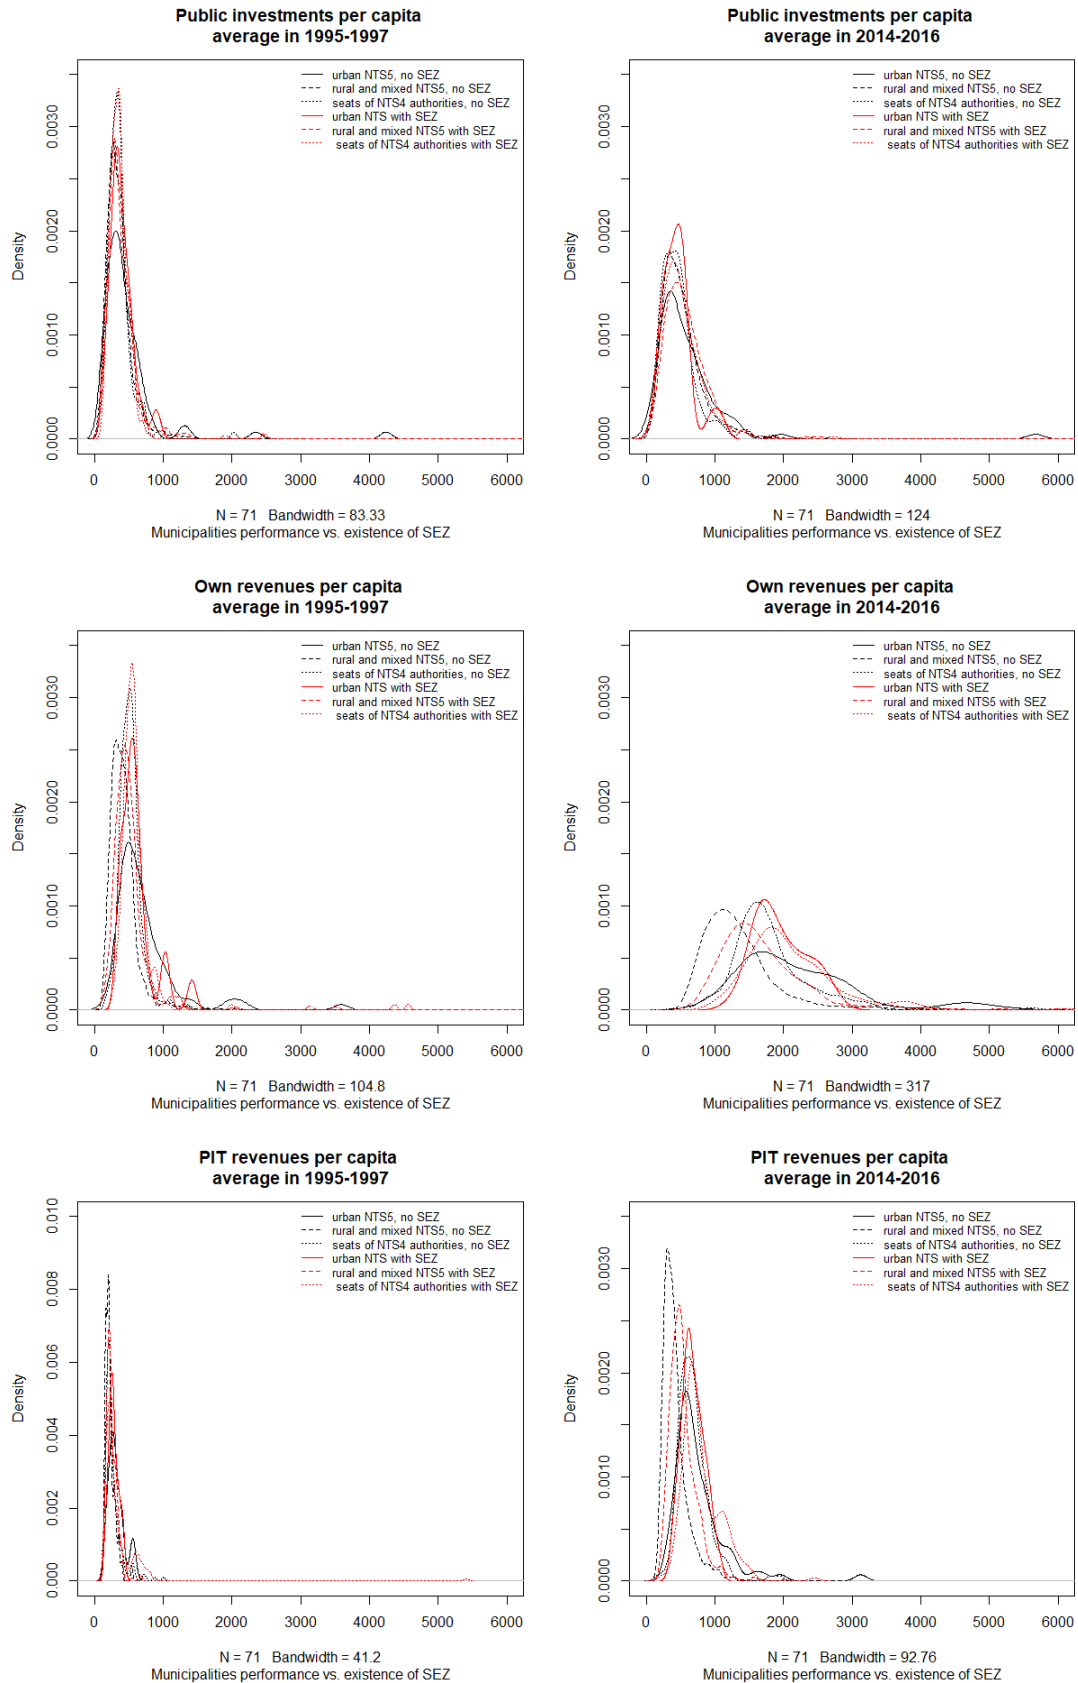 Public investments per capita
average in 1995-1997
urban NTS5, no SEZ
rural and mixed NTS5, no SEZ
seats of NTS4 authorities, no SEZ
urban NTS with SEZ
rural and mixed NTS5 with SEZ
seats of NTS4 authorities with SEZ
Density
0.0000
0.0010
0.0020
0.0030
0 1000 2000 3000 4000 5000 6000
N = 71 Bandwidth = 83.33
Municipalities performance vs. existence of SEZ
Public investments per capita
average in 2014-2016
urban NTS5, no SEZ
rural and mixed NTS5, no SEZ
seats of NTS4 authorities, no SEZ
urban NTS with SEZ
rural and mixed NTS5 with SEZ
seats of NTS4 authorities with SEZ
Density
0.0000
0.0010
0.0020
0.0030
0 1000 2000 3000 4000 5000 6000
N = 71 Bandwidth = 124
Municipalities performance vs. existence of SEZ
Own revenues per capita
average in 1995-1997
urban NTS5, no SEZ
rural and mixed NTS5, no SEZ
seats of NTS4 authorities, no SEZ
urban NTS with SEZ
rural and mixed NTS5 with SEZ
seats of NTS4 authorities with SEZ
Density
0.0000
0.0010
0.0020
0.0030
0 1000 2000 3000 4000 5000 6000
N = 71 Bandwidth = 104.8
Municipalities performance vs. existence of SEZ
Own revenues per capita
average in 2014-2016
urban NTS5, no SEZ
rural and mixed NTS5, no SEZ
seats of NTS4 authorities, no SEZ
urban NTS with SEZ
rural and mixed NTS5 with SEZ
seats of NTS4 authorities with SEZ
Density
0.0000
0.0010
0.0020
0.0030
0 1000 2000 3000 4000 5000 6000
N = 71 Bandwidth = 317
Municipalities performance vs. existence of SEZ
PIT revenues per capita
average in 1995-1997
urban NTS5, no SEZ
rural and mixed NTS5, no SEZ
seats of NTS4 authorities, no SEZ
urban NTS with SEZ
rural and mixed NTS5 with SEZ
seats of NTS4 authorities with SEZ
Density
0.000
0.002
0.004
0.006
0.008
0.010
0 1000 2000 3000 4000 5000 6000
N = 71 Bandwidth = 41.2
Municipalities performance vs. existence of SEZ
PIT revenues per capita
average in 2014-2016
urban NTS5, no SEZ
rural and mixed NTS5, no SEZ
seats of NTS4 authorities, no SEZ
urban NTS with SEZ
rural and mixed NTS5 with SEZ
seats of NTS4 authorities with SEZ
Density
0.0000
0.0010
0.0020
0.0030
0 1000 2000 3000 4000 5000 6000
N = 71 Bandwidth = 92.76
Municipalities performance vs. existence of SEZ